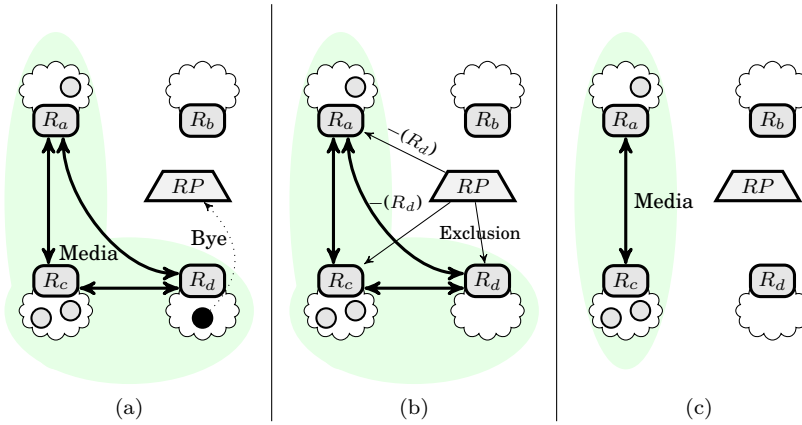 R_a
R_b
RP
Bye
Media
R_c
R_d
(a)
R_a
R_b
−(R_d)
RP
−(R_d)
Exclusion
R_c
R_d
(b)
R_a
R_b
RP
Media
R_c
R_d
(c)